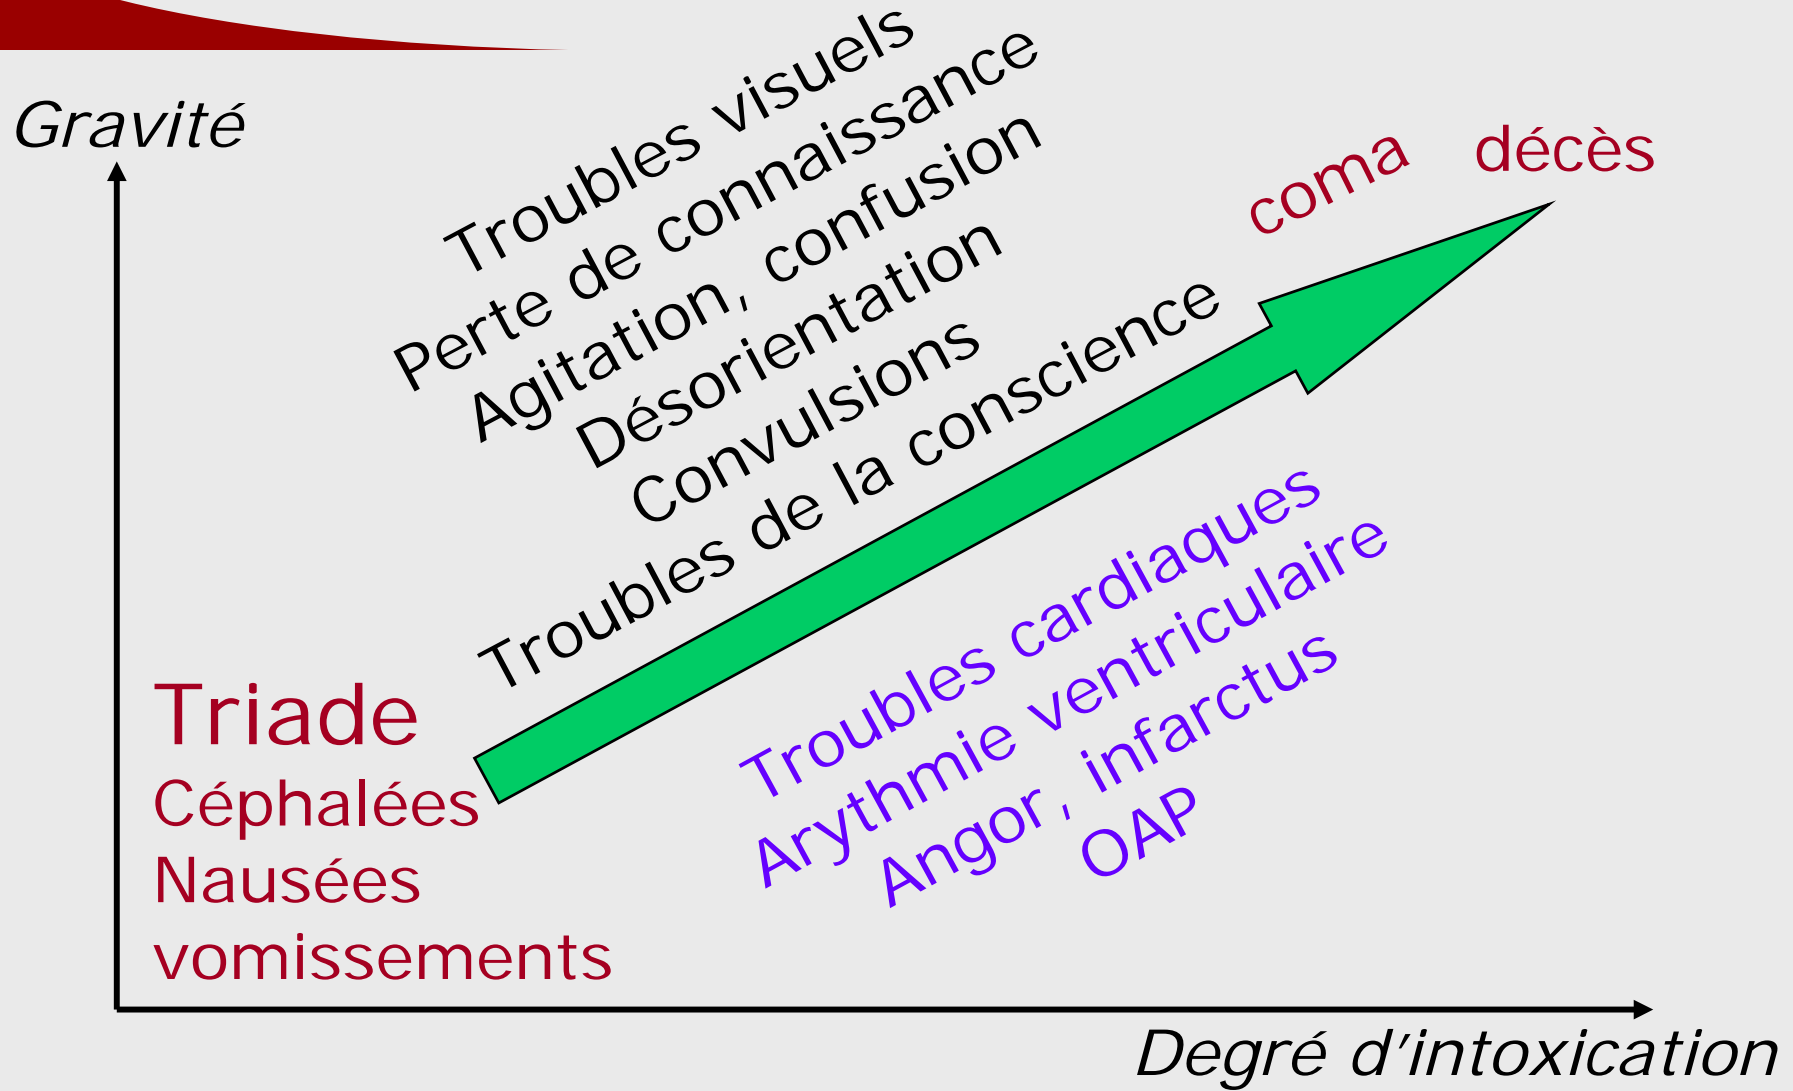 Gravité
Troubles visuels
Perte de connaissance
Agitation, confusion
Désorientation
Convulsions
Troubles de la conscience
coma
décès
Troubles cardiaques
Arythmie ventriculaire
Angor, infarctus
OAP
Triade
Céphalées
Nausées
vomissements
Degré d'intoxication